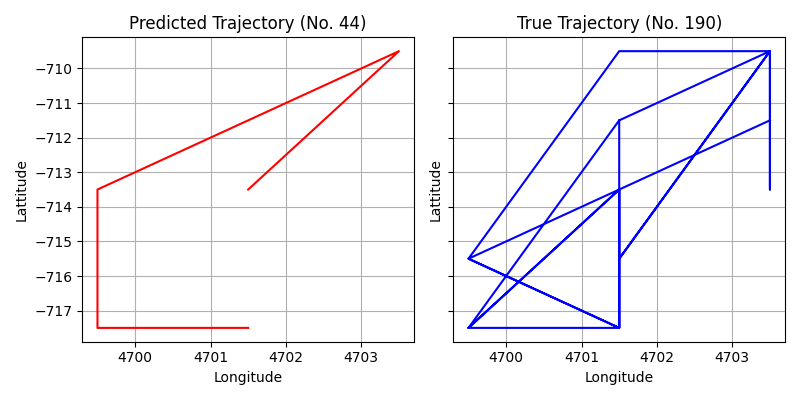 Predicted Trajectory (No. 44)
True Trajectory (No. 190)
Lattitude
−710
−711
−712
−713
−714
−715
−716
−717
4700
4701
4702
4703
Longitude
Lattitude
4700
4701
4702
4703
Longitude